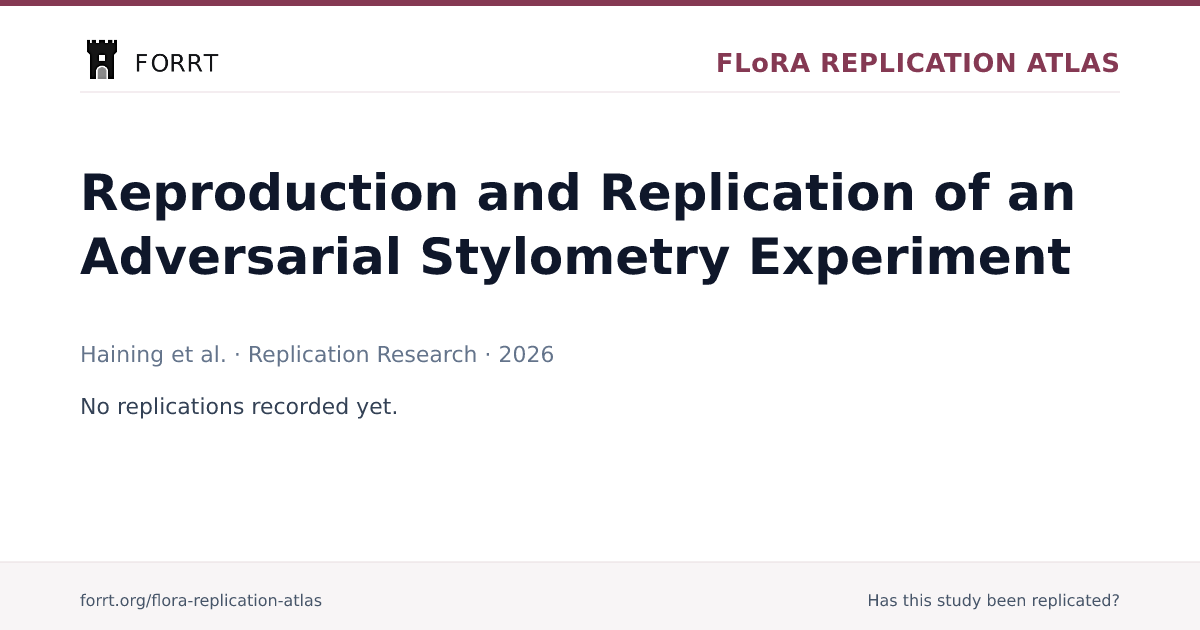 FORRT
FLoRA REPLICATION ATLAS
Reproduction and Replication of an
Adversarial Stylometry Experiment
Haining et al. · Replication Research · 2026
No replications recorded yet.
forrt.org/flora-replication-atlas
Has this study been replicated?